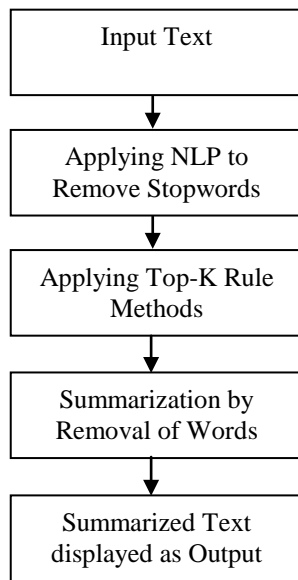 Input Text
Applying NLP to
Remove Stopwords
Applying Top-K Rule
Methods
Summarization by
Removal of Words
Summarized Text
displayed as Output